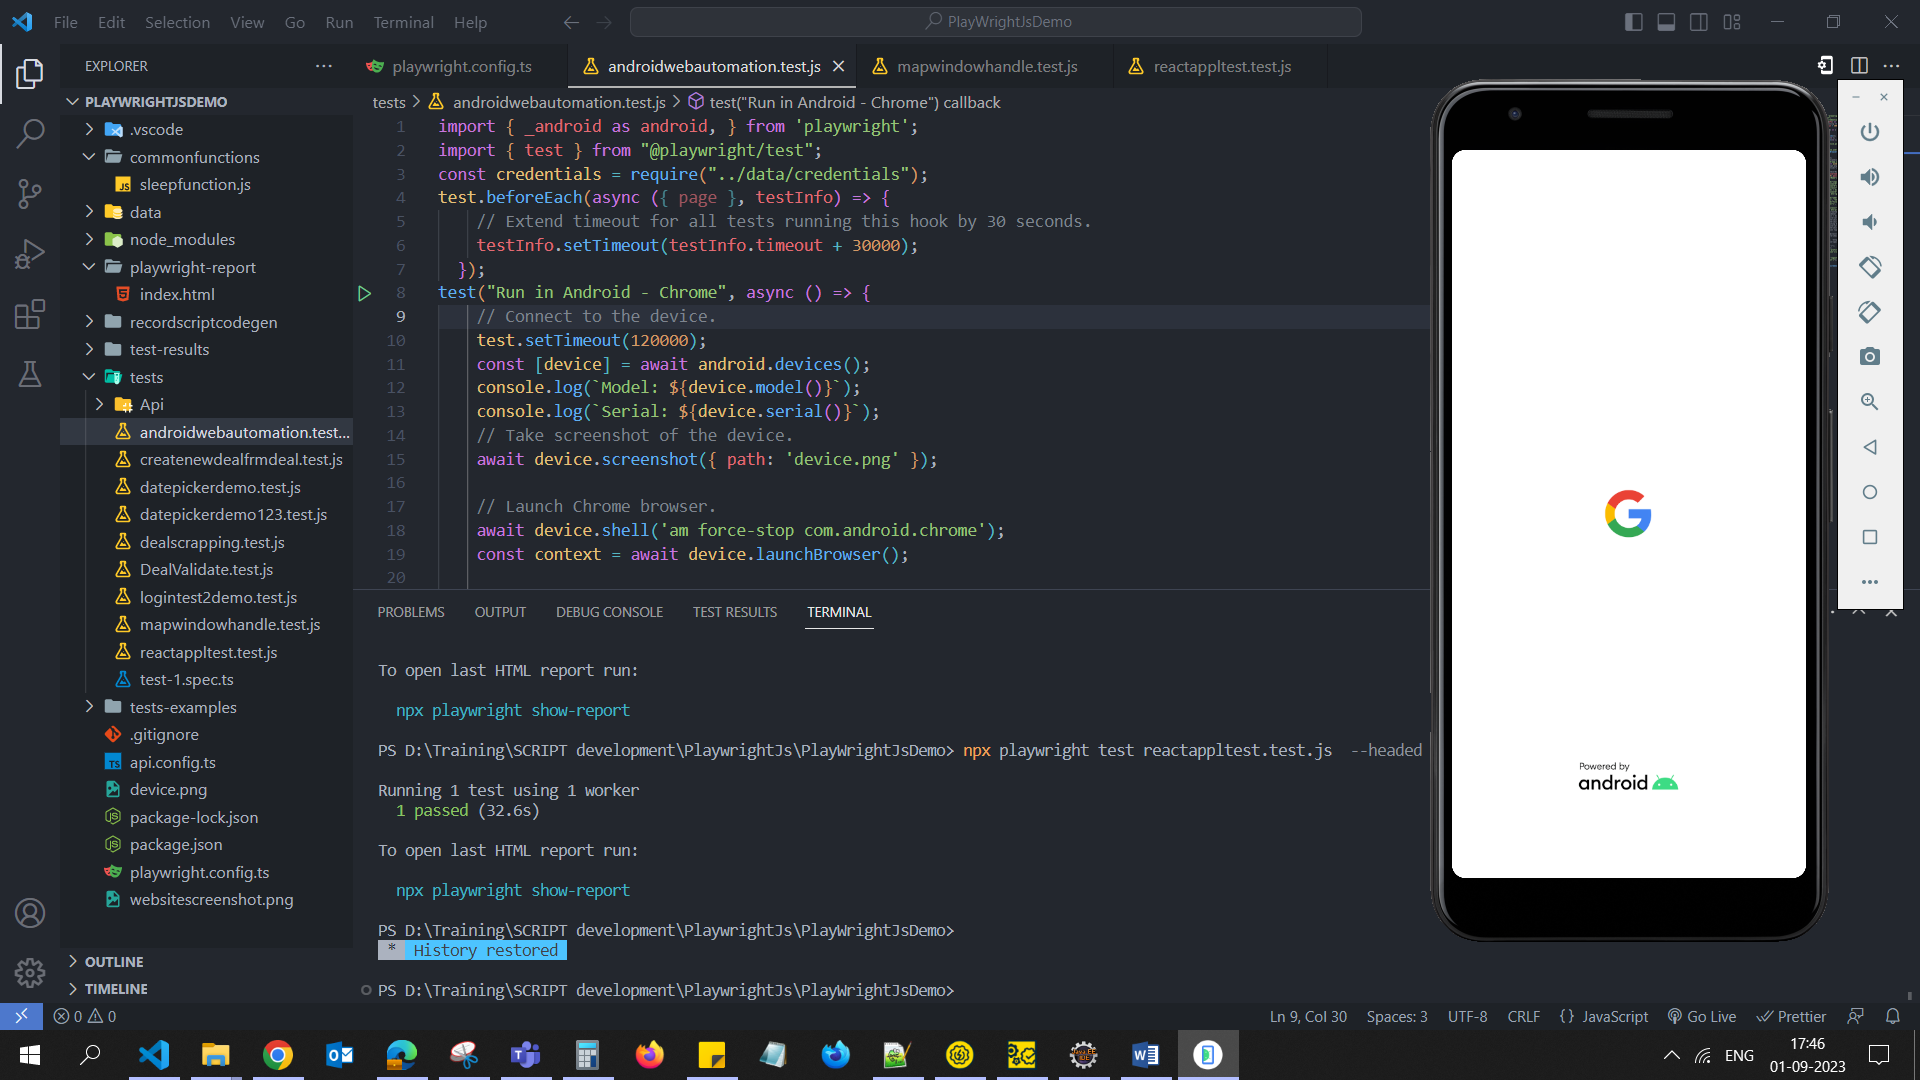 File Edit Selection View Go Run Terminal Help
PlayWrightJsDemo
EXPLORER
playwright.config.ts
androidwebautomation.test.js
mapwindowhandle.test.js
reactappltest.test.js
PLAYWRIGHTJSDEMO
.vscode
commonfunctions
JS sleepfunction.js
data
node_modules
playwright-report
index.html
recordscriptcodegen
test-results
tests
Api
androidwebautomation.test...
createnewdealfrmdeal.test.js
datepickerdemo.test.js
datepickerdemo123.test.js
dealscrapping.test.js
DealValidate.test.js
logintest2demo.test.js
mapwindowhandle.test.js
reactappltest.test.js
test-1.spec.ts
tests-examples
.gitignore
TS api.config.ts
device.png
package-lock.json
package.json
playwright.config.ts
websitescreenshot.png
OUTLINE
TIMELINE
tests > androidwebautomation.test.js > test("Run in Android - Chrome") callback
1 import { _android as android, } from 'playwright';
2 import { test } from "@playwright/test";
3 const credentials = require("../data/credentials");
4 test.beforeEach(async ({ page }, testInfo) => {
5 // Extend timeout for all tests running this hook by 30 seconds.
6 testInfo.setTimeout(testInfo.timeout + 30000);
7 });
8 test("Run in Android - Chrome", async () => {
9 // Connect to the device.
10 test.setTimeout(120000);
11 const [device] = await android.devices();
12 console.log(`Model: ${device.model()}`);
13 console.log(`Serial: ${device.serial()}`);
14 // Take screenshot of the device.
15 await device.screenshot({ path: 'device.png' });
16
17 // Launch Chrome browser.
18 await device.shell('am force-stop com.android.chrome');
19 const context = await device.launchBrowser();
20
PROBLEMS OUTPUT DEBUG CONSOLE TEST RESULTS TERMINAL
To open last HTML report run:
npx playwright show-report
PS D:\Training\SCRIPT development\PlaywrightJs\PlayWrightJsDemo> npx playwright test reactappltest.test.js --headed
Running 1 test using 1 worker
1 passed (32.6s)
To open last HTML report run:
npx playwright show-report
PS D:\Training\SCRIPT development\PlaywrightJs\PlayWrightJsDemo>
* History restored
PS D:\Training\SCRIPT development\PlaywrightJs\PlayWrightJsDemo>
G
Powered by
android
0 0
Ln 9, Col 30 Spaces: 3 UTF-8 CRLF {} JavaScript Go Live Prettier
ENG
17:46
01-09-2023